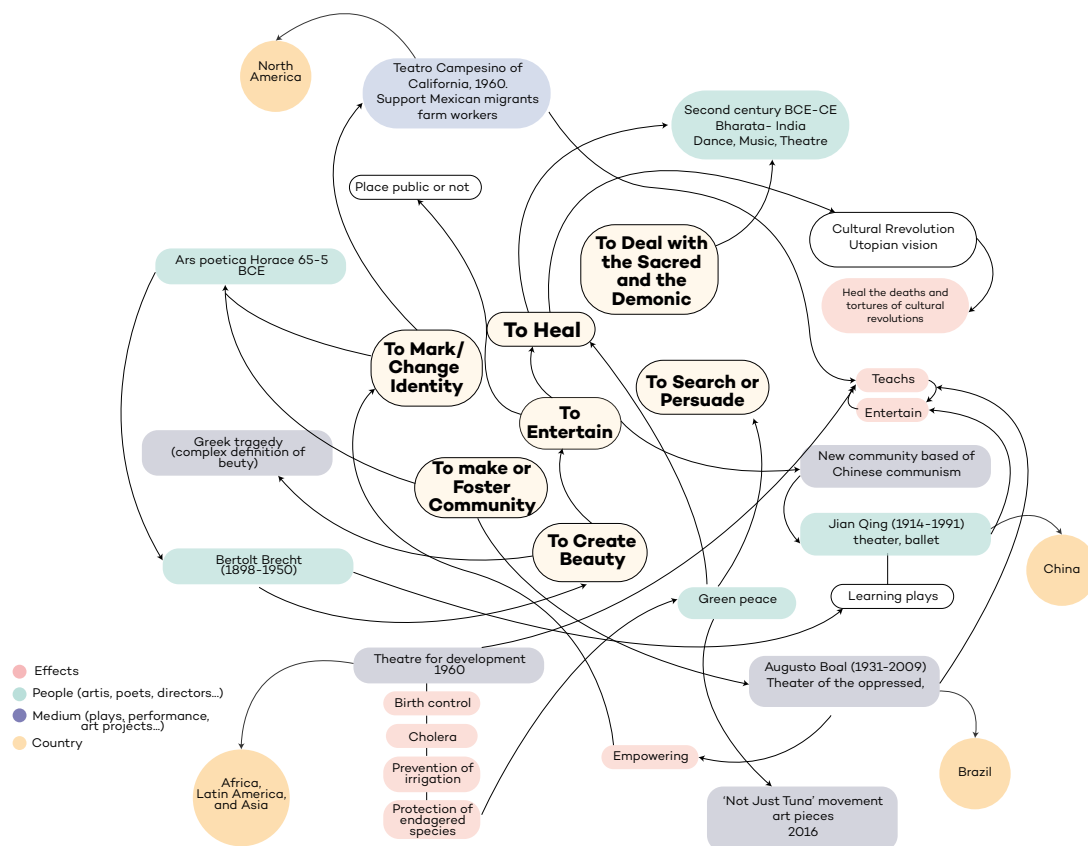 North
America
Teatro Campesino of
California, 1960.
Support Mexican migrants
farm workers
Second century BCE-CE
Bharata- India
Dance, Music, Theatre
Place public or not
Cultural Rrevolution
Utopian vision
To Deal with
the Sacred
and the
Demonic
Ars poetica Horace 65-5
BCE
Heal the deaths and
tortures of cultural
revolutions
To Heal
To Mark/
Change
Identity
To Search or
Persuade
Teachs
Entertain
To
Entertain
Greek tragedy
(complex definition of
beuty)
New community based of
Chinese communism
To make or
Foster
Community
Jian Qing (1914-1991)
theater, ballet
To Create
Beauty
Bertolt Brecht
(1898-1950)
China
Learning plays
Green peace
Theatre for development
1960
Augusto Boal (1931-2009)
Theater of the oppressed,
Effects
People (artis, poets, directors...)
Medium (plays, performance,
art projects...)
Country
Birth control
Cholera
Prevention of
irrigation
Protection of
endagered
species
Empowering
Africa,
Latin America,
and Asia
Brazil
'Not Just Tuna' movement
art pieces
2016